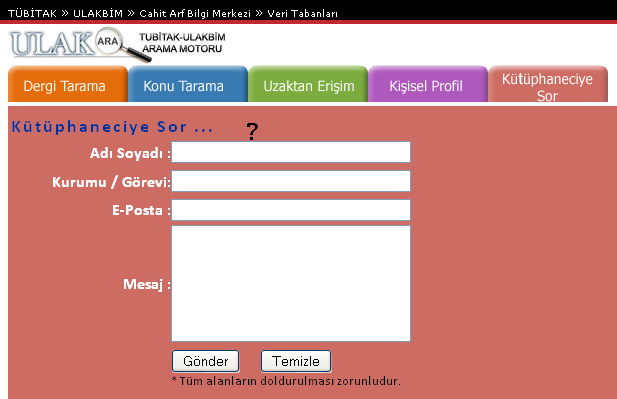 TÜBİTAK » ULAKBİM » Cahit Arf Bilgi Merkezi » Veri Tabanları
ULAK ARA TUBİTAK-ULAKBİM
ARAMA MOTORU
Dergi Tarama Konu Tarama Uzaktan Erişim Kişisel Profil Kütüphaneciye
Sor
Kütüphaneciye Sor ... ?
Adı Soyadı :
Kurumu / Görevi:
E-Posta :
Mesaj :
Gönder Temizle
* Tüm alanların doldurulması zorunludur.